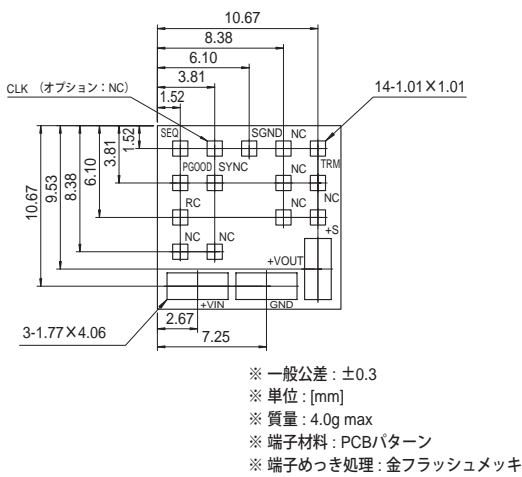 10.67
8.38
6.10
3.81
1.52
CLK （オプション：NC）
14-1.01×1.01
SEQ
SGND
NC
1.52
3.81
6.10
8.38
9.53
10.67
PGOOD
SYNC
NC
TRM
RC
NC
NC
NC
NC
+S
+VOUT
+VIN
GND
3-1.77×4.06
2.67
7.25
※ 一般公差 : ±0.3
※ 単位 : [mm]
※ 質量 : 4.0g max
※ 端子材料 : PCBパターン
※ 端子めっき処理 : 金フラッシュメッキ